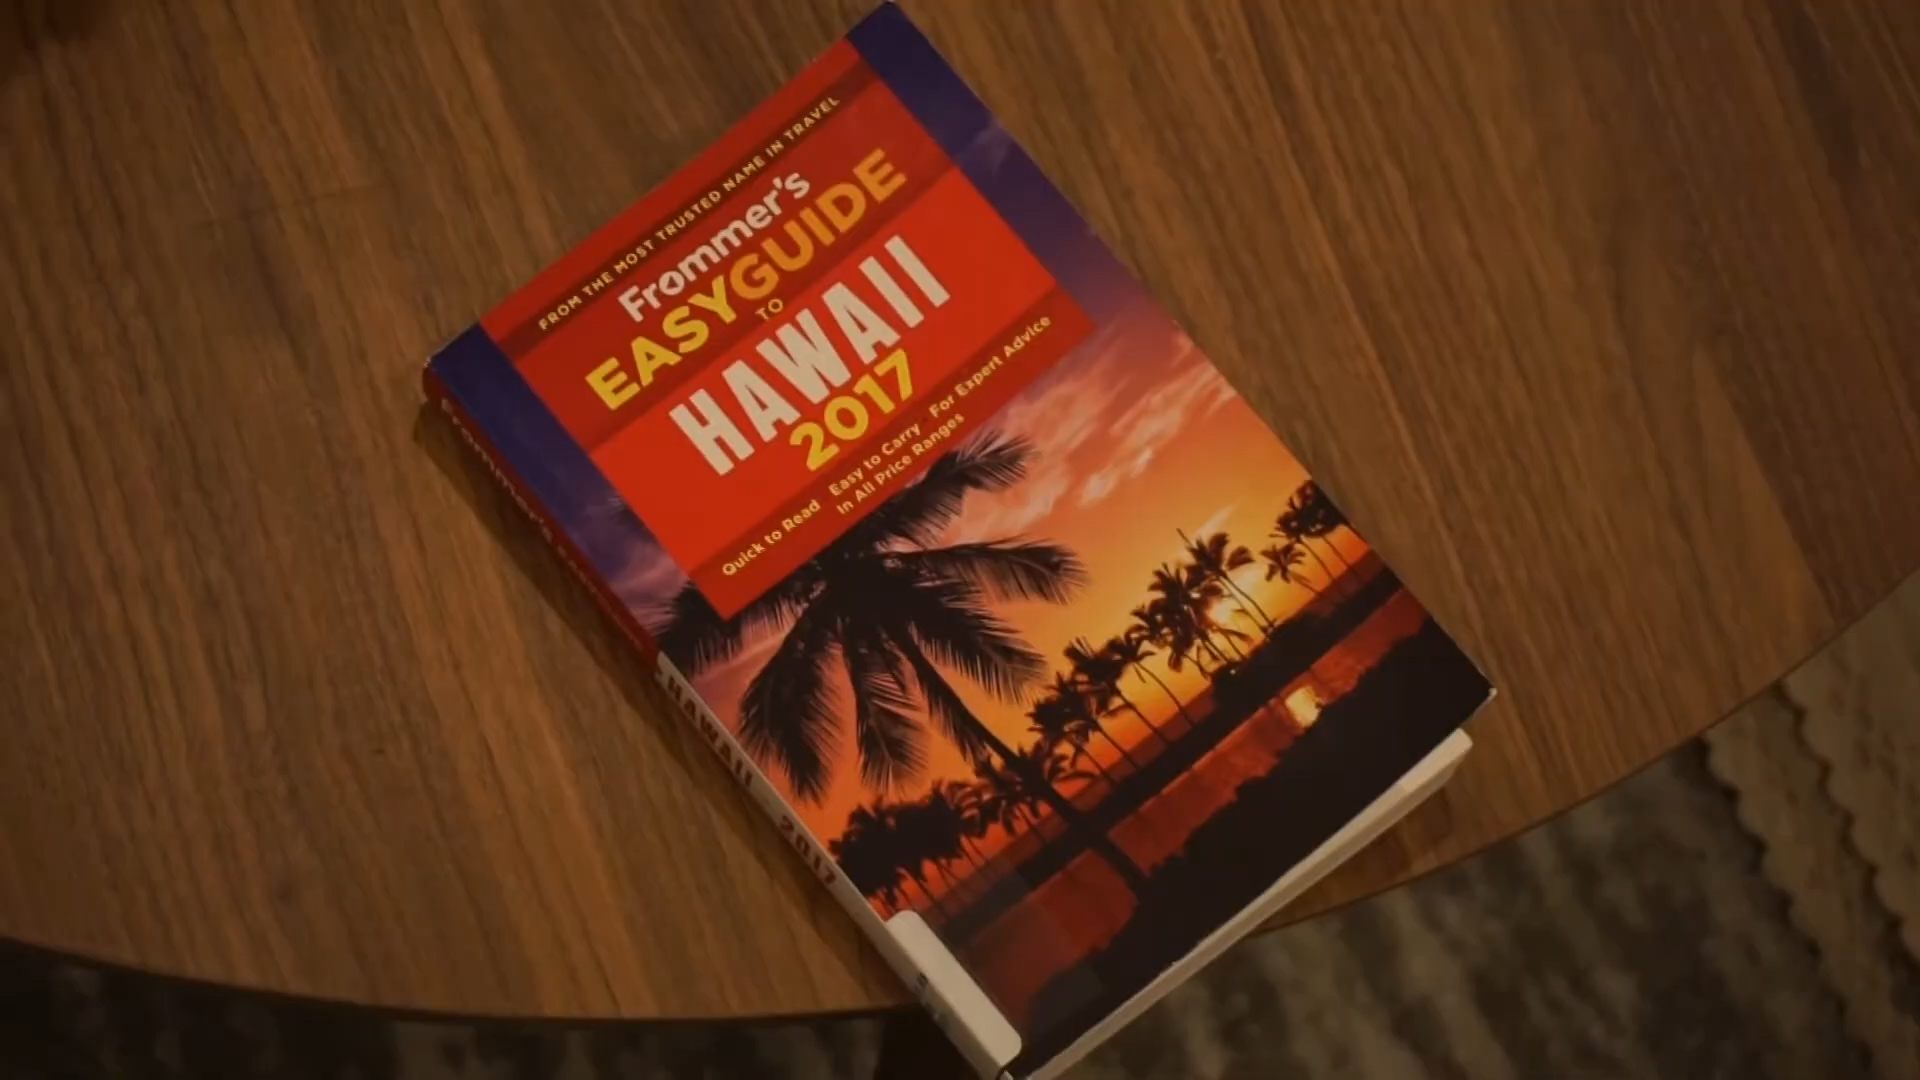 FROM THE MOST TRUSTED NAME IN TRAVEL
Frommer's
EASYGUIDE
TO
HAWAII
2017
Quick to Read Easy to Carry For Expert Advice
In All Price Ranges
Frommer's
HAWAII 2017